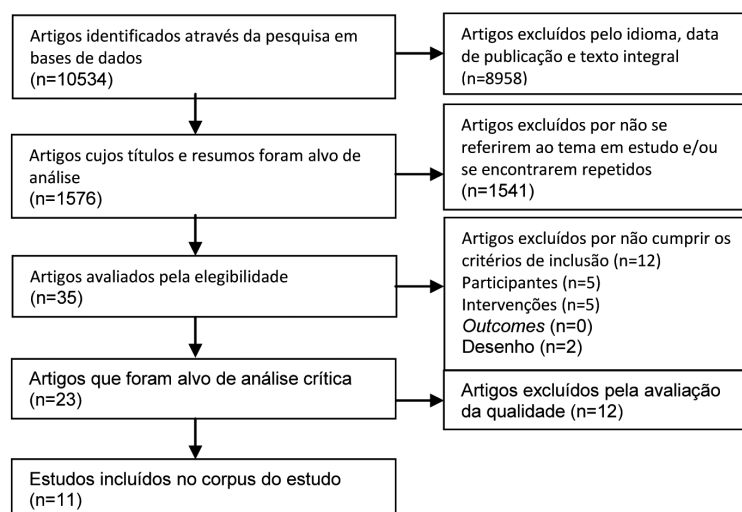 Artigos identificados através da pesquisa em
bases de dados
(n=10534)
Artigos excluídos pelo idioma, data
de publicação e texto integral
(n=8958)
Artigos cujos títulos e resumos foram alvo de
análise
(n=1576)
Artigos excluídos por não se
referirem ao tema em estudo e/ou
se encontrarem repetidos
(n=1541)
Artigos avaliados pela elegibilidade
(n=35)
Artigos excluídos por não cumprir os
critérios de inclusão (n=12)
Participantes (n=5)
Intervenções (n=5)
Outcomes (n=0)
Desenho (n=2)
Artigos que foram alvo de análise crítica
(n=23)
Artigos excluídos pela avaliação
da qualidade (n=12)
Estudos incluídos no corpus do estudo
(n=11)